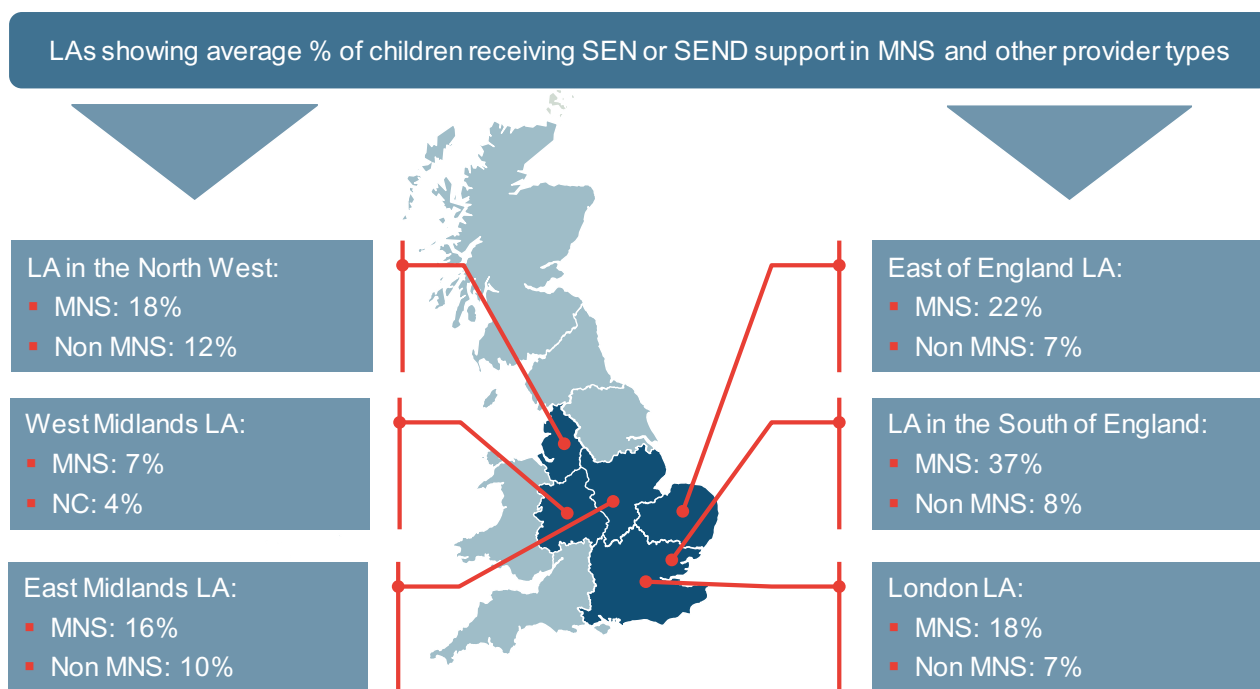 LAs showing average % of children receiving SEN or SEND support in MNS and other provider types
LA in the North West:
▪ MNS: 18%
▪ Non MNS: 12%
West Midlands LA:
▪ MNS: 7%
▪ NC: 4%
East Midlands LA:
▪ MNS: 16%
▪ Non MNS: 10%
East of England LA:
▪ MNS: 22%
▪ Non MNS: 7%
LA in the South of England:
▪ MNS: 37%
▪ Non MNS: 8%
London LA:
▪ MNS: 18%
▪ Non MNS: 7%